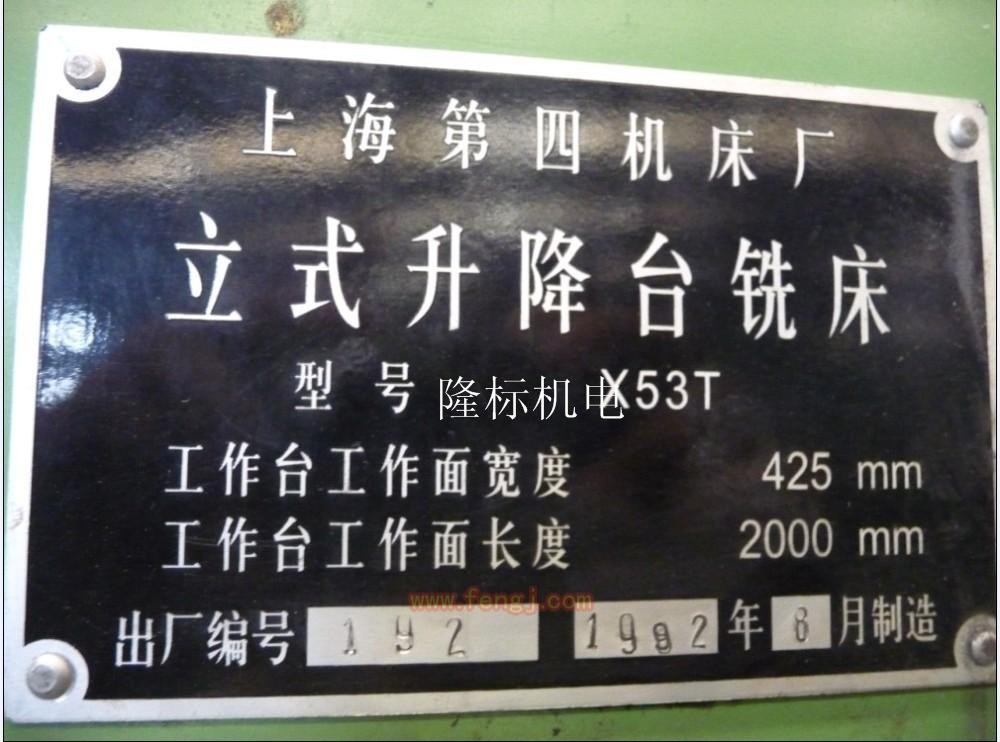 上海第四机床厂
立式升降台铣床
型号 X53T
隆标机电
工作台工作面宽度 425 mm
工作台工作面长度 2000 mm
www.fengj.com
出厂编号 192 1992年8月制造